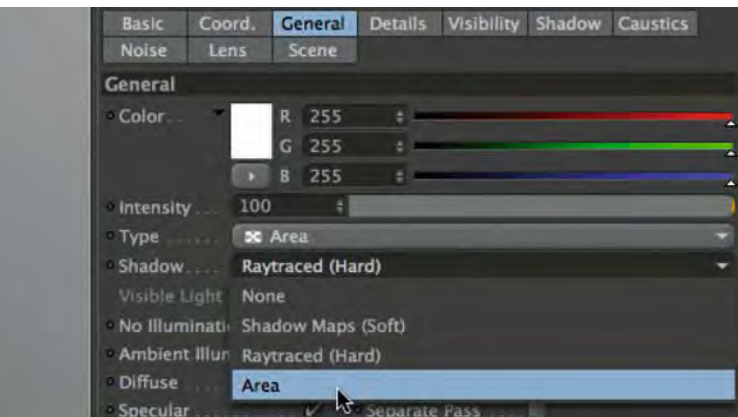 Basic Coord. General Details Visibility Shadow Caustics
Noise Lens Scene
General
Color. . R 255
G 255
B 255
Intensity . . . 100
Type . . . . . . Area
Shadow. . . . Raytraced (Hard)
Visible Light None
No Illuminati Shadow Maps (Soft)
Ambient Illun Raytraced (Hard)
Diffuse . . . . Area
Specular . . . . . . . . . . ✓ Separate Pass . . . .